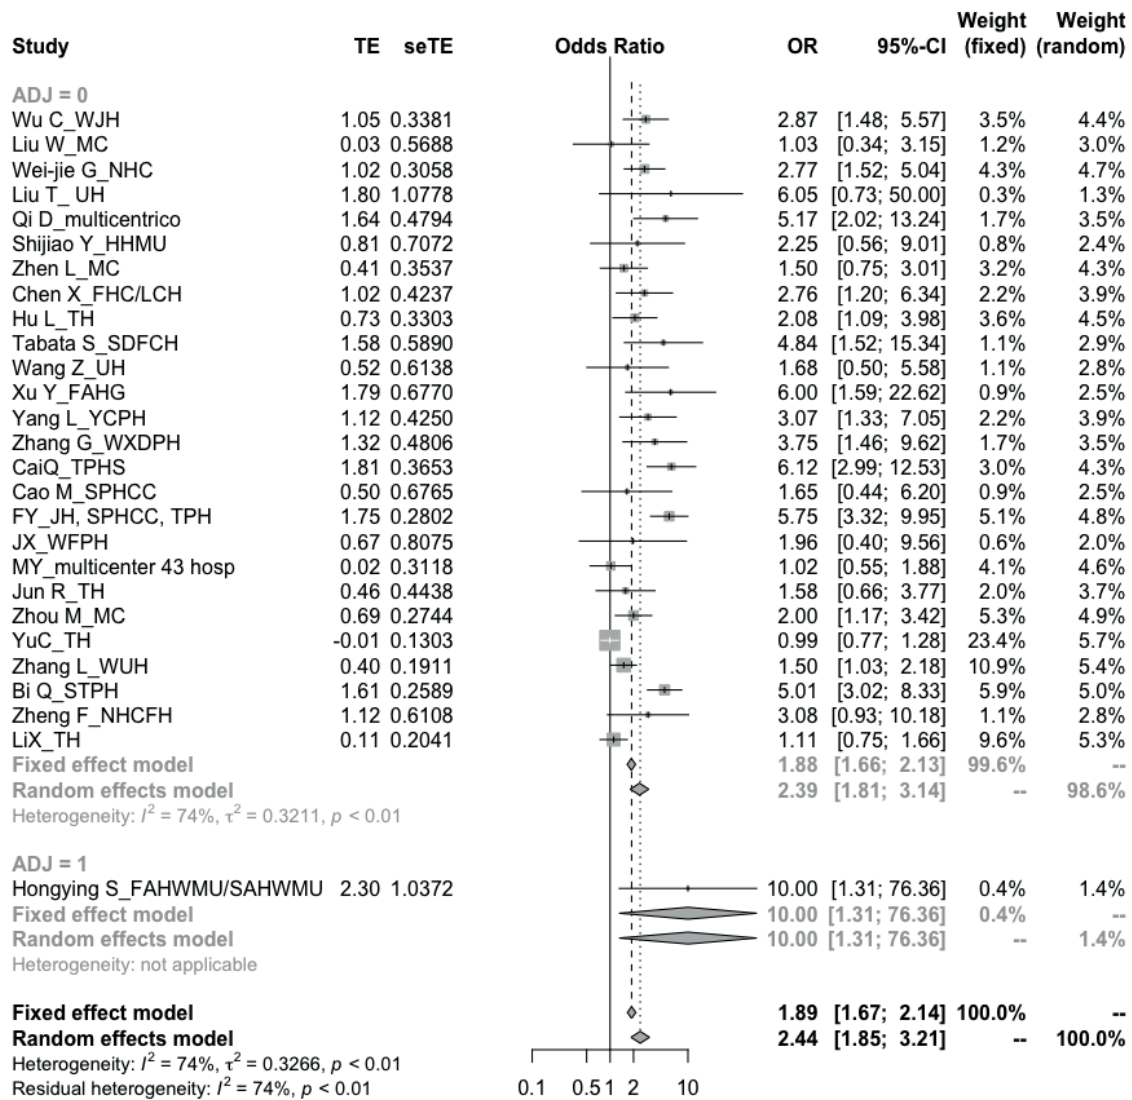 Weight Weight
Study TE seTE Odds Ratio OR 95%-CI (fixed) (random)
ADJ = 0
Wu C_WJH 1.05 0.3381 2.87 [1.48; 5.57] 3.5% 4.4%
Liu W_MC 0.03 0.5688 1.03 [0.34; 3.15] 1.2% 3.0%
Wei-jie G_NHC 1.02 0.3058 2.77 [1.52; 5.04] 4.3% 4.7%
Liu T_ UH 1.80 1.0778 6.05 [0.73; 50.00] 0.3% 1.3%
Qi D_multicentrico 1.64 0.4794 5.17 [2.02; 13.24] 1.7% 3.5%
Shijiao Y_HHMU 0.81 0.7072 2.25 [0.56; 9.01] 0.8% 2.4%
Zhen L_MC 0.41 0.3537 1.50 [0.75; 3.01] 3.2% 4.3%
Chen X_FHC/LCH 1.02 0.4237 2.76 [1.20; 6.34] 2.2% 3.9%
Hu L_TH 0.73 0.3303 2.08 [1.09; 3.98] 3.6% 4.5%
Tabata S_SDFCH 1.58 0.5890 4.84 [1.52; 15.34] 1.1% 2.9%
Wang Z_UH 0.52 0.6138 1.68 [0.50; 5.58] 1.1% 2.8%
Xu Y_FAHG 1.79 0.6770 6.00 [1.59; 22.62] 0.9% 2.5%
Yang L_YCPH 1.12 0.4250 3.07 [1.33; 7.05] 2.2% 3.9%
Zhang G_WXDPH 1.32 0.4806 3.75 [1.46; 9.62] 1.7% 3.5%
CaiQ_TPHS 1.81 0.3653 6.12 [2.99; 12.53] 3.0% 4.3%
Cao M_SPHCC 0.50 0.6765 1.65 [0.44; 6.20] 0.9% 2.5%
FY_JH, SPHCC, TPH 1.75 0.2802 5.75 [3.32; 9.95] 5.1% 4.8%
JX_WFPH 0.67 0.8075 1.96 [0.40; 9.56] 0.6% 2.0%
MY_multicenter 43 hosp 0.02 0.3118 1.02 [0.55; 1.88] 4.1% 4.6%
Jun R_TH 0.46 0.4438 1.58 [0.66; 3.77] 2.0% 3.7%
Zhou M_MC 0.69 0.2744 2.00 [1.17; 3.42] 5.3% 4.9%
YuC_TH -0.01 0.1303 0.99 [0.77; 1.28] 23.4% 5.7%
Zhang L_WUH 0.40 0.1911 1.50 [1.03; 2.18] 10.9% 5.4%
Bi Q_STPH 1.61 0.2589 5.01 [3.02; 8.33] 5.9% 5.0%
Zheng F_NHCFH 1.12 0.6108 3.08 [0.93; 10.18] 1.1% 2.8%
LiX_TH 0.11 0.2041 1.11 [0.75; 1.66] 9.6% 5.3%
Fixed effect model 1.88 [1.66; 2.13] 99.6% --
Random effects model 2.39 [1.81; 3.14] -- 98.6%
Heterogeneity: I² = 74%, τ² = 0.3211, p < 0.01
ADJ = 1
Hongying S_FAHWMU/SAHWMU 2.30 1.0372 10.00 [1.31; 76.36] 0.4% 1.4%
Fixed effect model 10.00 [1.31; 76.36] 0.4% --
Random effects model 10.00 [1.31; 76.36] -- 1.4%
Heterogeneity: not applicable
Fixed effect model 1.89 [1.67; 2.14] 100.0% --
Random effects model 2.44 [1.85; 3.21] -- 100.0%
Heterogeneity: I² = 74%, τ² = 0.3266, p < 0.01
Residual heterogeneity: I² = 74%, p < 0.01
0.1 0.5 1 2 10